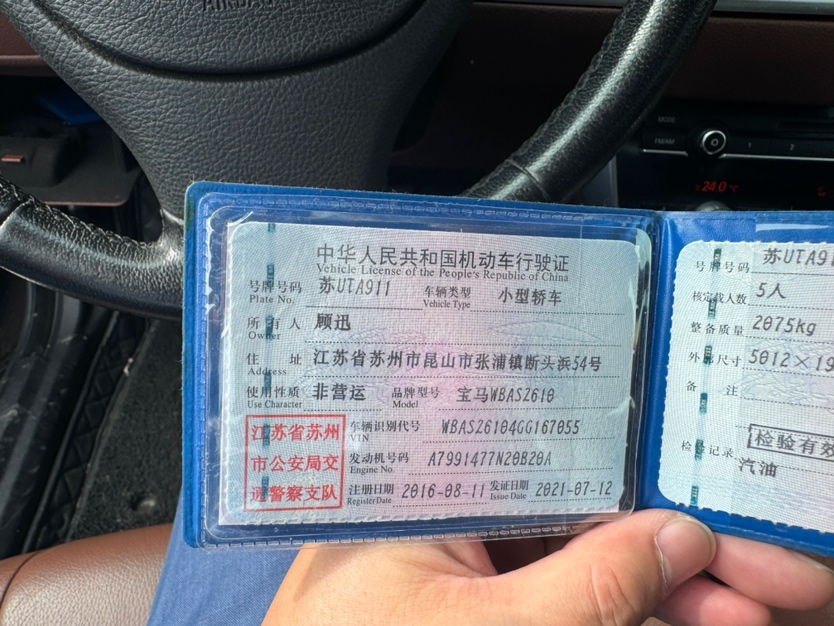 AIRBAG
MODE
FM/AM
1 2
24.0 °C
中华人民共和国机动车行驶证
Vehicle License of the People's Republic of China
号牌号码 苏UTA911 车辆类型 小型轿车
Plate No. Vehicle Type
所有人 顾迅
Owner
住址 江苏省苏州市昆山市张浦镇断头浜54号
Address
使用性质 非营运 品牌型号 宝马WBASZ610
Use Character Model
江苏省苏州
市公安局交
通警察支队
车辆识别代号 WBASZ6104GG167055
VIN
发动机号码 A7991477N20B20A
Engine No.
注册日期 2016-08-11 发证日期 2021-07-12
Register Date Issue Date
号牌号码 苏UTA91
核定载人数 5人
整备质量 2075kg
外廓尺寸 5012×19
备注
检验有效
检验记录
汽油